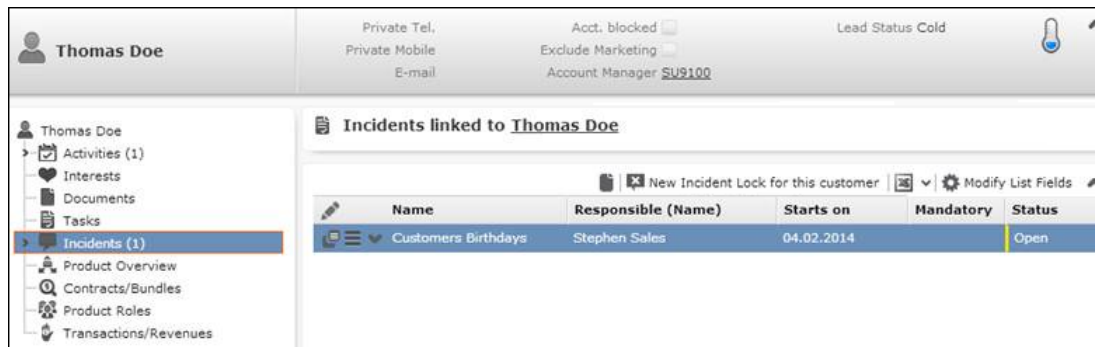 Thomas Doe
Private Tel.
Private Mobile
E-mail
Acct. blocked
Exclude Marketing
Account Manager SU9100
Lead Status Cold
Thomas Doe
Activities (1)
Interests
Documents
Tasks
Incidents (1)
Product Overview
Contracts/Bundles
Product Roles
Transactions/Revenues
Incidents linked to Thomas Doe
New Incident Lock for this customer Modify List Fields
Name Responsible (Name) Starts on Mandatory Status
Customers Birthdays Stephen Sales 04.02.2014 Open